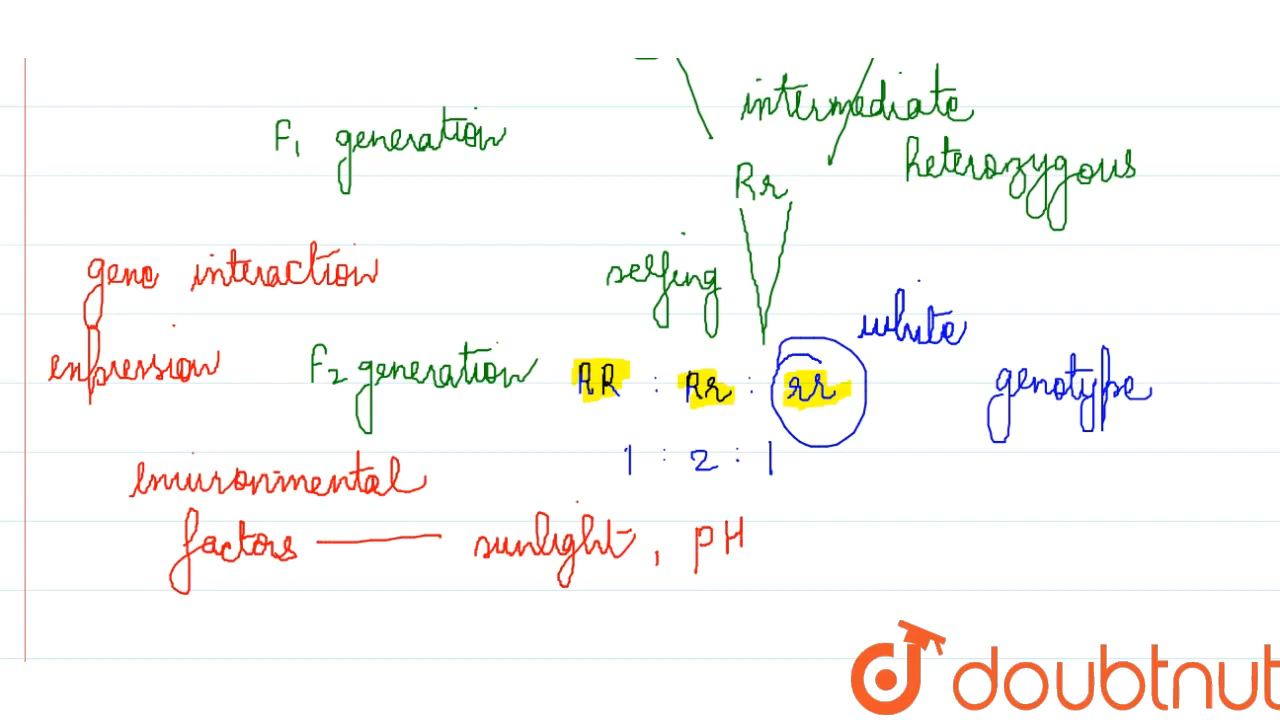 intermediate
F1 generation
heterozygous
Rr
gene interaction
selfing
white
expression
F2 generation RR : Rr : rr
genotype
1 : 2 : 1
environmental
factors — sunlight, pH
doubtnut